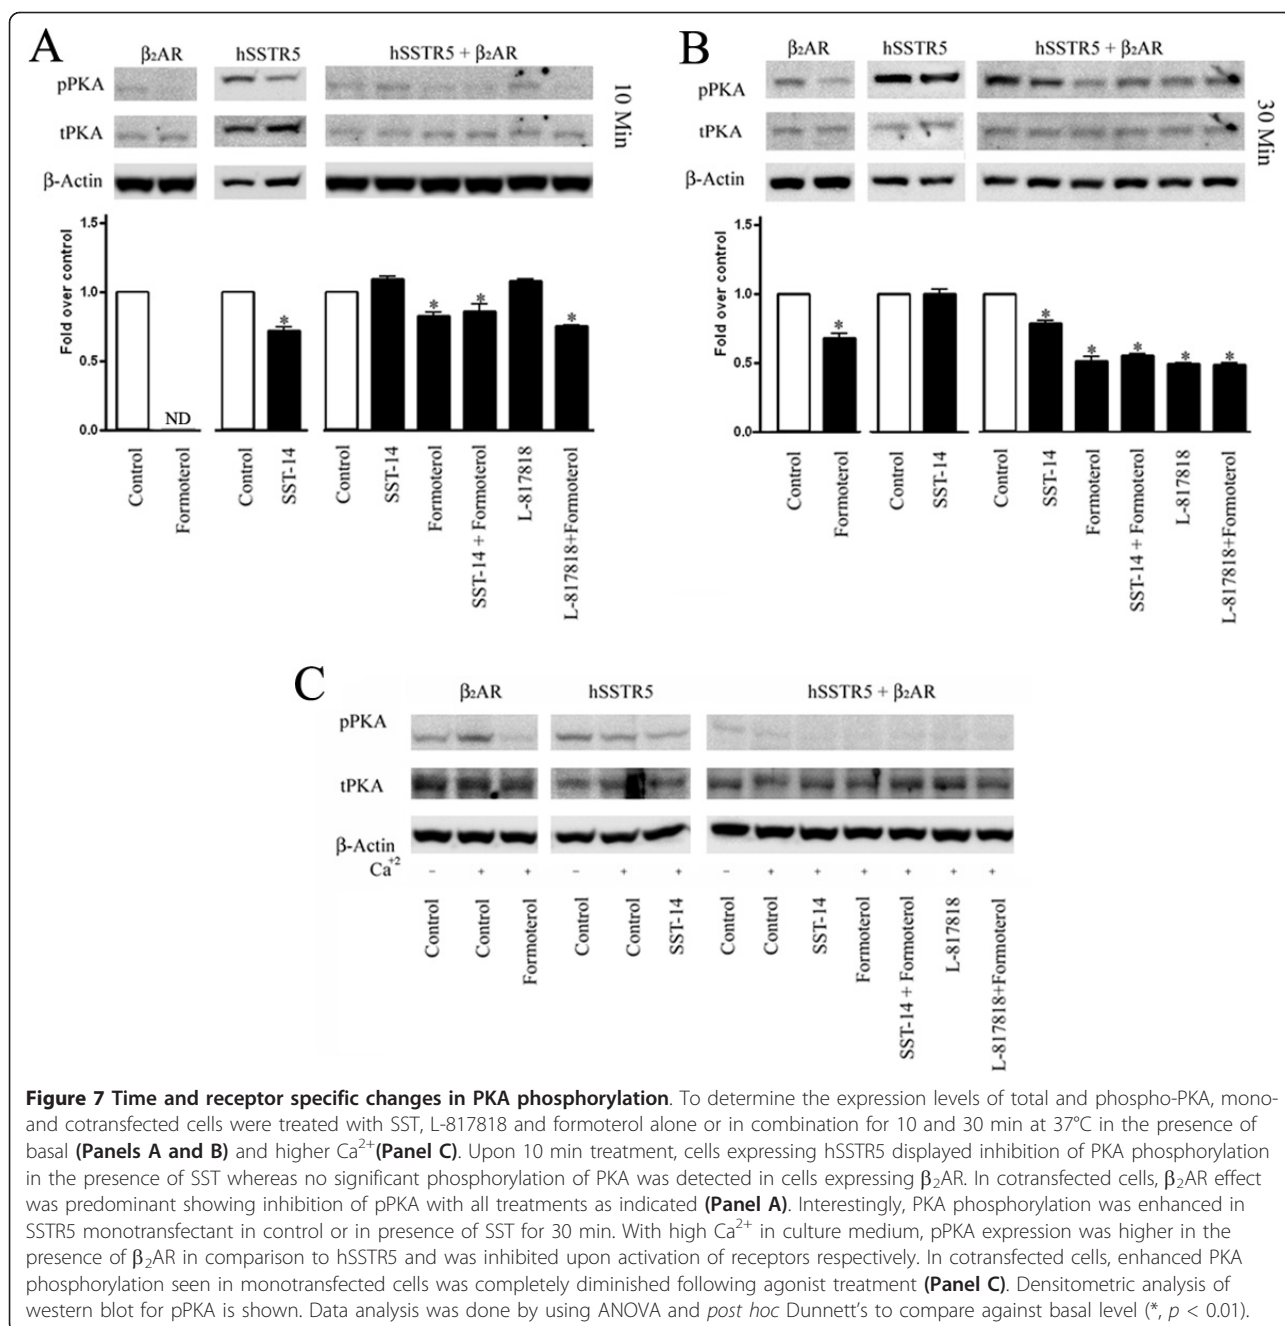 A
β₂AR
hSSTR5
hSSTR5 + β₂AR
pPKA
tPKA
β-Actin
10 Min
Fold over control
1.5
1.0
0.5
0.0
ND
*
*
*
*
Control
Formoterol
Control
SST-14
Control
SST-14
Formoterol
SST-14 + Formoterol
L-817818
L-817818+Formoterol
B
β₂AR
hSSTR5
hSSTR5 + β₂AR
pPKA
tPKA
β-Actin
30 Min
Fold over control
1.5
1.0
0.5
0.0
*
*
*
*
*
*
Control
Formoterol
Control
SST-14
Control
SST-14
Formoterol
SST-14 + Formoterol
L-817818
L-817818+Formoterol
C
β₂AR
hSSTR5
hSSTR5 + β₂AR
pPKA
tPKA
β-Actin
Ca⁺²
– + + – + + – + + + + + +
Control
Control
Formoterol
Control
Control
SST-14
Control
Control
SST-14
Formoterol
SST-14 + Formoterol
L-817818
L-817818+Formoterol
Figure 7 Time and receptor specific changes in PKA phosphorylation. To determine the expression levels of total and phospho-PKA, mono-
and cotransfected cells were treated with SST, L-817818 and formoterol alone or in combination for 10 and 30 min at 37°C in the presence of
basal (Panels A and B) and higher Ca²⁺(Panel C). Upon 10 min treatment, cells expressing hSSTR5 displayed inhibition of PKA phosphorylation
in the presence of SST whereas no significant phosphorylation of PKA was detected in cells expressing β₂AR. In cotransfected cells, β₂AR effect
was predominant showing inhibition of pPKA with all treatments as indicated (Panel A). Interestingly, PKA phosphorylation was enhanced in
SSTR5 monotransfectant in control or in presence of SST for 30 min. With high Ca²⁺ in culture medium, pPKA expression was higher in the
presence of β₂AR in comparison to hSSTR5 and was inhibited upon activation of receptors respectively. In cotransfected cells, enhanced PKA
phosphorylation seen in monotransfected cells was completely diminished following agonist treatment (Panel C). Densitometric analysis of
western blot for pPKA is shown. Data analysis was done by using ANOVA and post hoc Dunnett's to compare against basal level (*, p < 0.01).